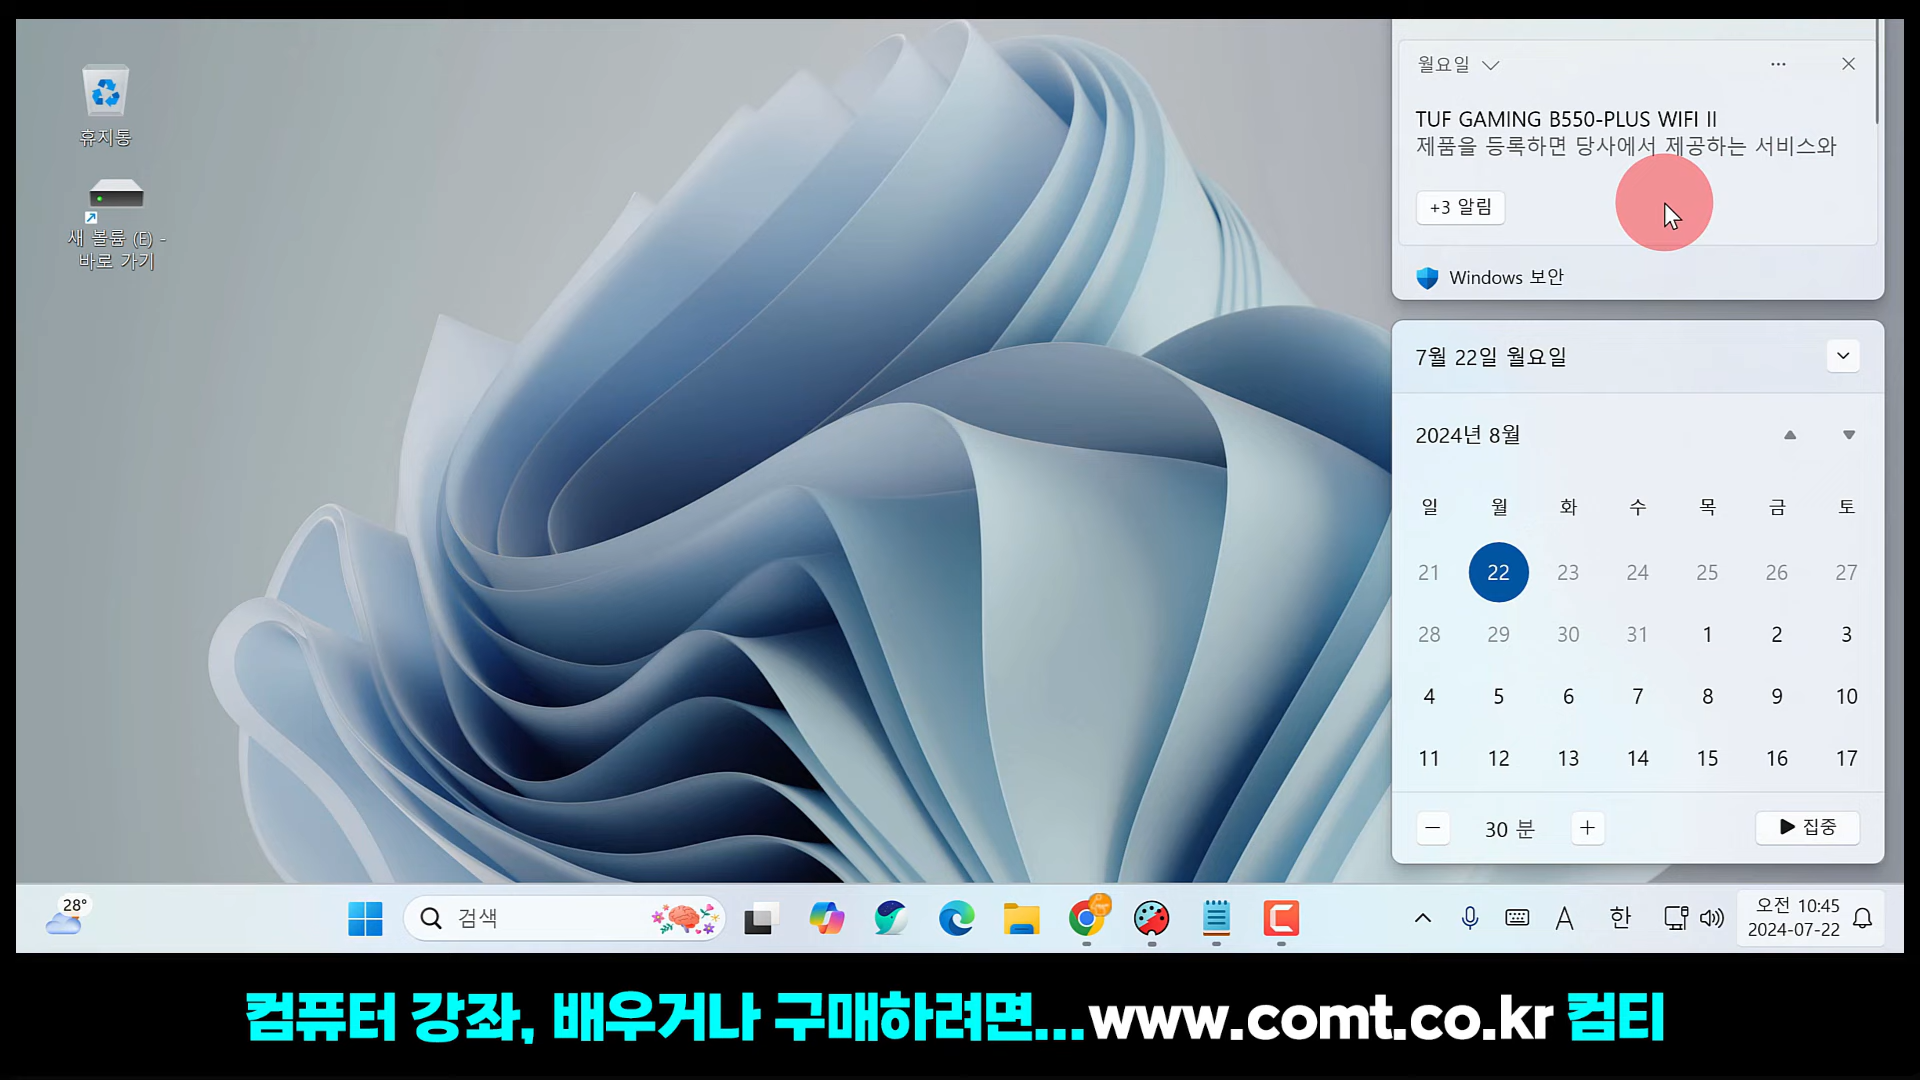 휴지통
새 볼륨 (E) -
바로 가기
월요일
TUF GAMING B550-PLUS WIFI II
제품을 등록하면 당사에서 제공하는 서비스와
+3 알림
Windows 보안
7월 22일 월요일
2024년 8월
일 월 화 수 목 금 토
21 22 23 24 25 26 27
28 29 30 31 1 2 3
4 5 6 7 8 9 10
11 12 13 14 15 16 17
30 분
집중
28°
검색
A 한
오전 10:45
2024-07-22
컴퓨터 강좌, 배우거나 구매하려면...www.comt.co.kr 컴티